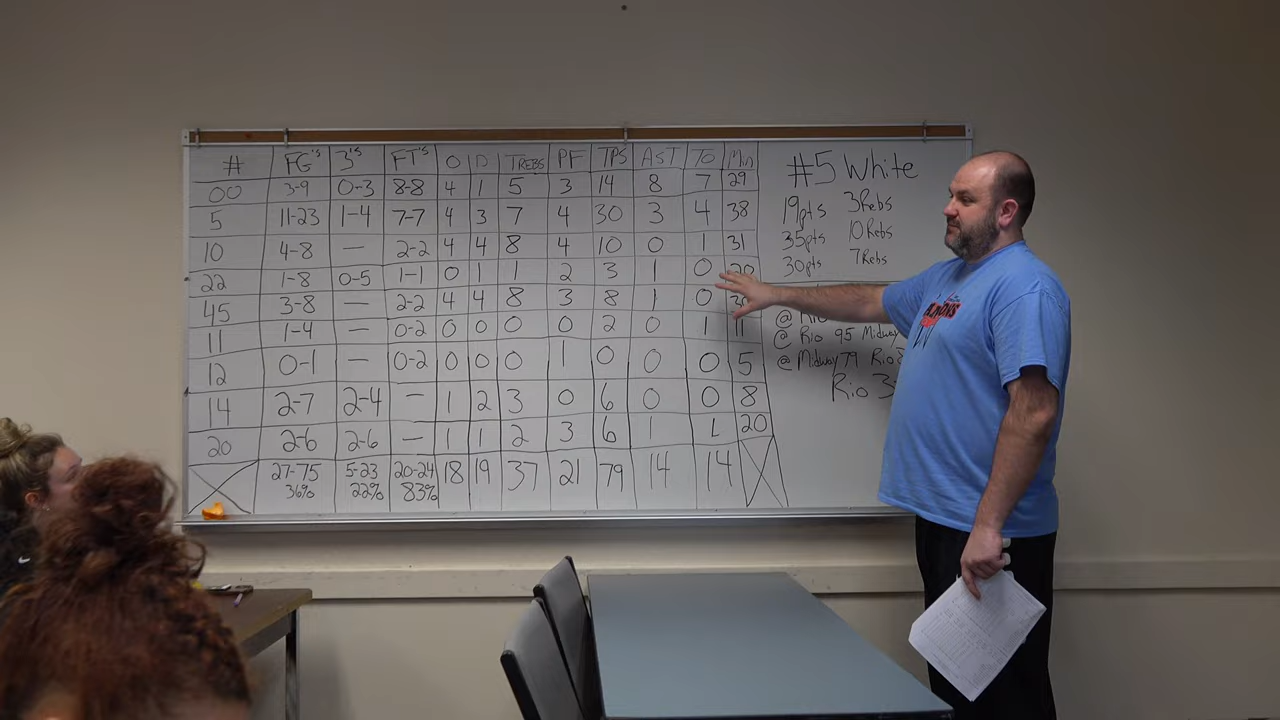 # FG's 3's FT's O D TREBS PF TPS AST TO Min
00 3-9 0-3 8-8 4 1 5 3 14 8 7 29
5 11-23 1-4 7-7 4 3 7 4 30 3 4 38
10 4-8 — 2-2 4 4 8 4 10 0 1 31
22 1-8 0-5 1-1 0 1 1 2 3 1 0 20
45 3-8 — 2-2 4 4 8 3 8 1 0
11 1-4 — 0-2 0 0 0 0 2 0 1 11
12 0-1 — 0-2 0 0 0 1 0 0 0 5
14 2-7 2-4 — 1 2 3 0 6 0 0 8
20 2-6 2-6 — 1 1 2 3 6 1 1 20
27-75 5-23 20-24 18 19 37 21 79 14 14
36% 22% 83%
#5 White
19pts 3Rebs
35pts 10Rebs
30pts 7Rebs
@ Rio
@ Rio 95 Midway
@ Midway 79 Rio
Rio